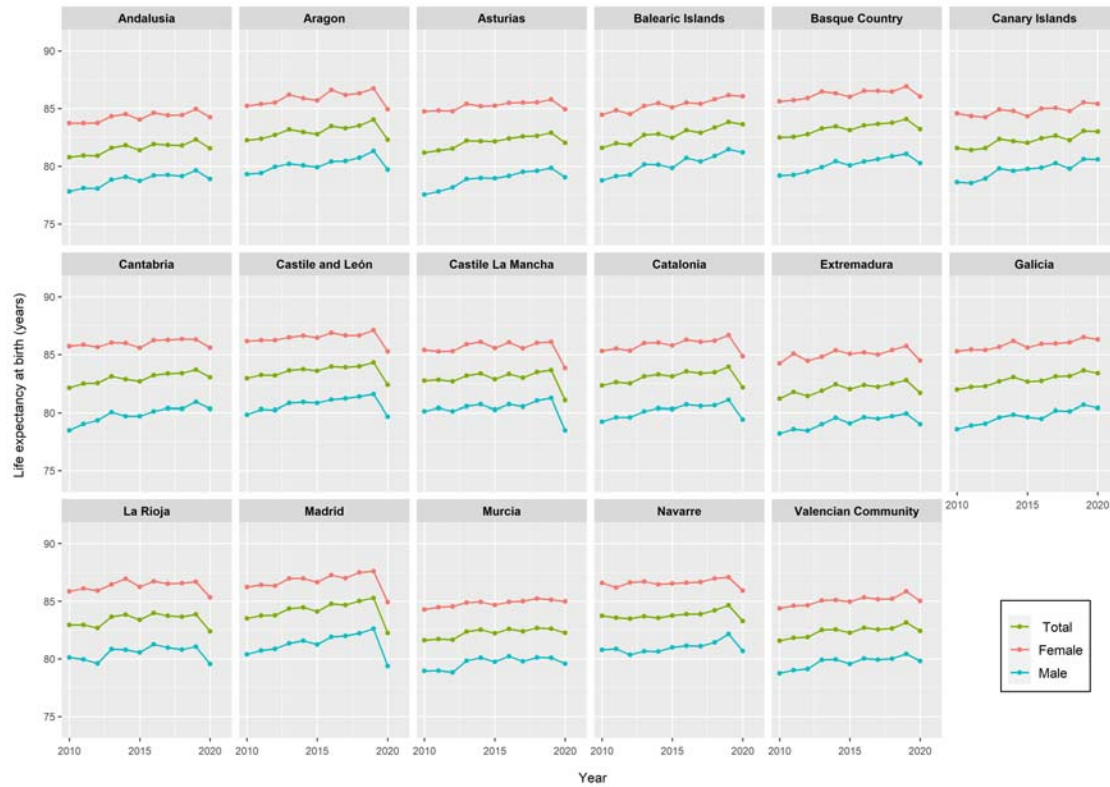 Andalusia
Aragon
Asturias
Balearic Islands
Basque Country
Canary Islands
90
85
80
75
Cantabria
Castile and León
Castile La Mancha
Catalonia
Extremadura
Galicia
90
85
80
75
2010
2015
2020
La Rioja
Madrid
Murcia
Navarre
Valencian Community
90
85
80
75
2010
2015
2020
2010
2015
2020
2010
2015
2020
2010
2015
2020
2010
2015
2020
Life expectancy at birth (years)
Year
Total
Female
Male